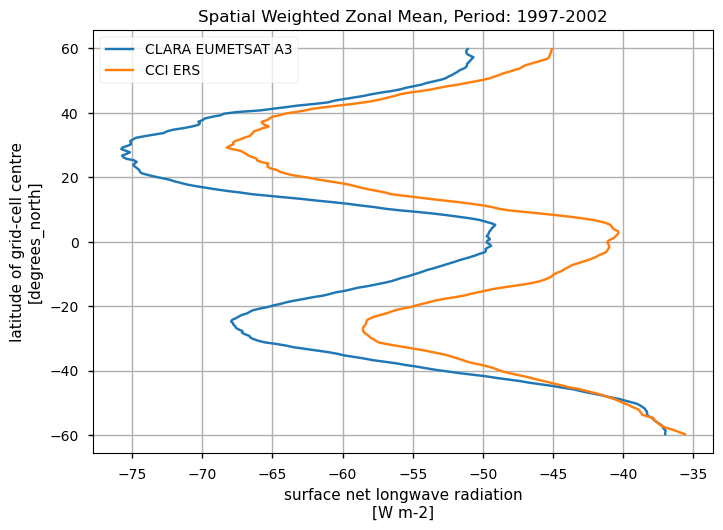 Spatial Weighted Zonal Mean, Period: 1997-2002
CLARA EUMETSAT A3
CCI ERS
latitude of grid-cell centre
[degrees_north]
60
40
20
0
−20
−40
−60
−75
−70
−65
−60
−55
−50
−45
−40
−35
surface net longwave radiation
[W m-2]